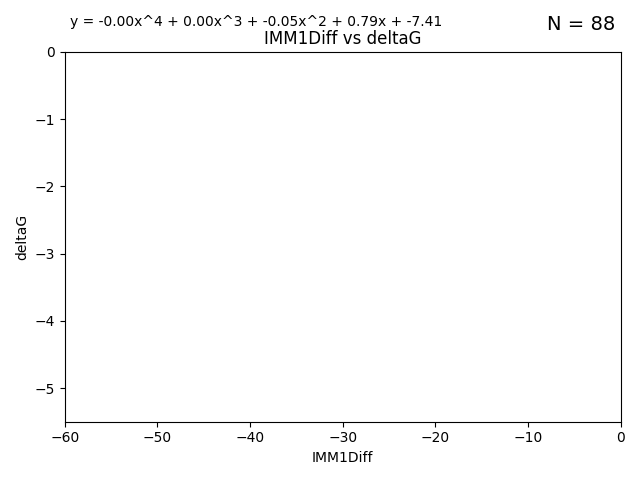 y = -0.00x^4 + 0.00x^3 + -0.05x^2 + 0.79x + -7.41
N = 88
IMM1Diff vs deltaG
0
−1
−2
−3
−4
−5
deltaG
−60 −50 −40 −30 −20 −10 0
IMM1Diff